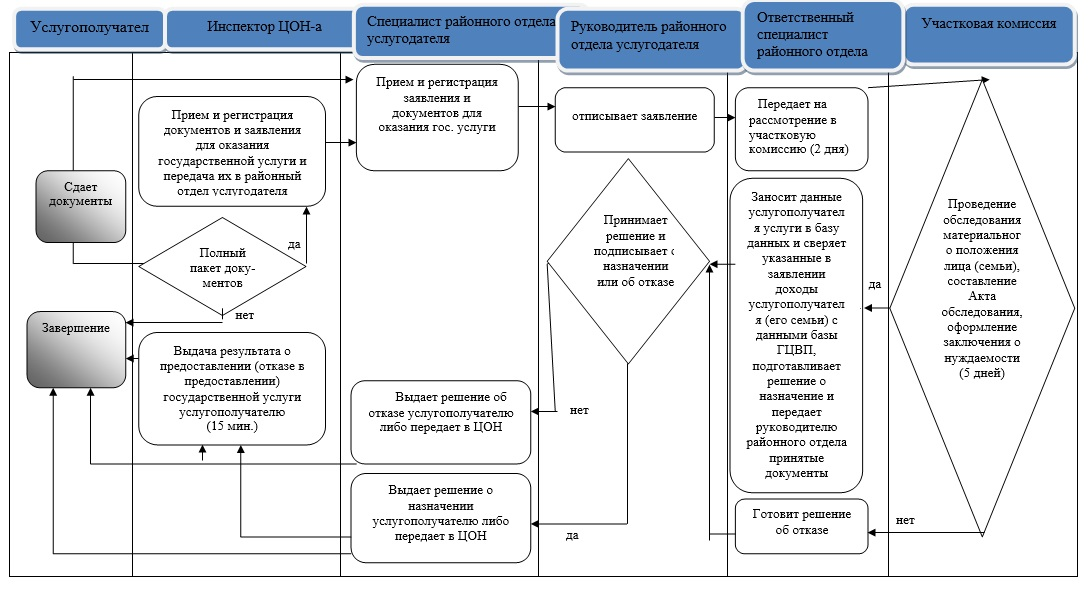 Услугополучател
Инспектор ЦОН-а
Специалист районного отдела
услугодателя
Руководитель районного
отдела услугодателя
Ответственный
специалист
районного отдела
Участковая комиссия
Сдает
документы
Завершение
Прием и регистрация
документов и заявления
для оказания
государственной услуги и
передача их в районный
отдел услугодателя
да
Полный
пакет доку-
ментов
нет
Выдача результата о
предоставлении (отказе в
предоставлении)
государственной услуги
услугополучателю
(15 мин.)
Прием и регистрация
заявления и
документов для
оказания гос. услуги
Выдает решение об
отказе услугополучателю
либо передает в ЦОН
Выдает решение о
назначении
услугополучателю либо
передает в ЦОН
отписывает заявление
Принимает
решение и
подписывает с
назначении
или об отказе
нет
да
Передает на
рассмотрение в
участковую
комиссию (2 дня)
Заносит данные
услугополучател
я услуги в базу
данных и сверяет
указанные в
заявлении
доходы
услугополучател
я (его семьи) с
данными базы
ГЦВП,
подготавливает
решение о
назначение и
передает
руководителю
районного отдела
принятые
документы
Готовит решение
об отказе
да
Проведение
обследования
материальног
о положения
лица (семьи),
составление
Акта
обследования,
оформление
заключения о
нуждаемости
(5 дней)
нет